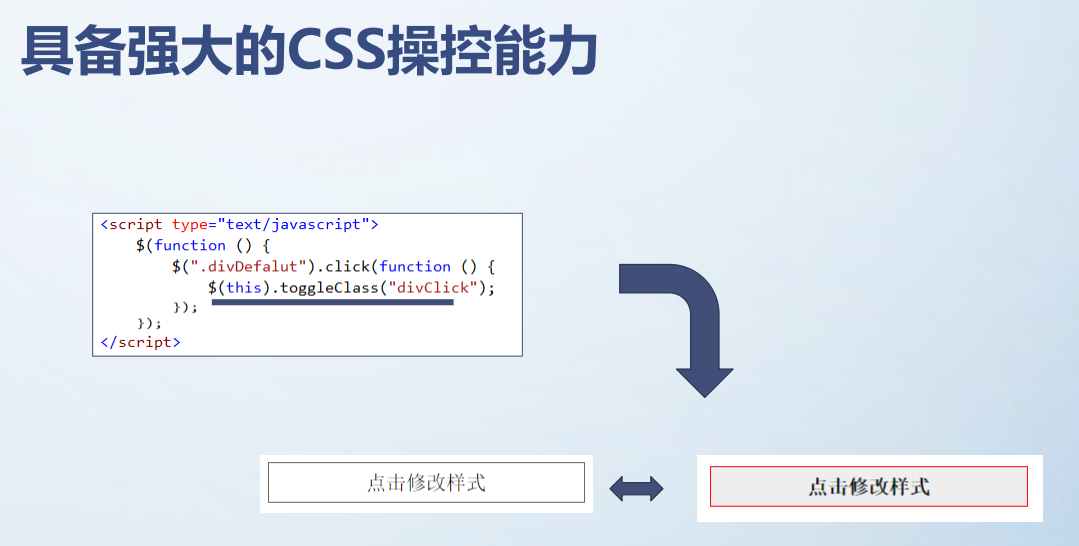 具备强大的CSS操控能力
<script type="text/javascript">
$(function () {
$(".divDefalut").click(function () {
$(this).toggleClass("divClick");
});
});
</script>
点击修改样式
点击修改样式